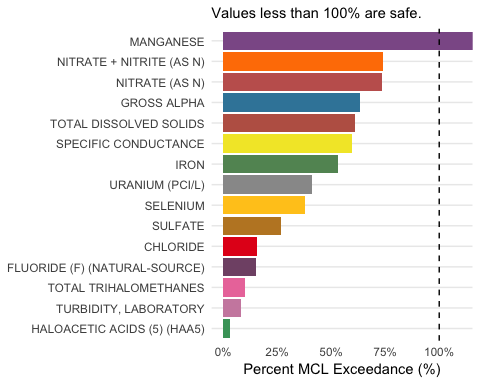 Values less than 100% are safe.
MANGANESE
NITRATE + NITRITE (AS N)
NITRATE (AS N)
GROSS ALPHA
TOTAL DISSOLVED SOLIDS
SPECIFIC CONDUCTANCE
IRON
URANIUM (PCI/L)
SELENIUM
SULFATE
CHLORIDE
FLUORIDE (F) (NATURAL-SOURCE)
TOTAL TRIHALOMETHANES
TURBIDITY, LABORATORY
HALOACETIC ACIDS (5) (HAA5)
0% 25% 50% 75% 100%
Percent MCL Exceedance (%)